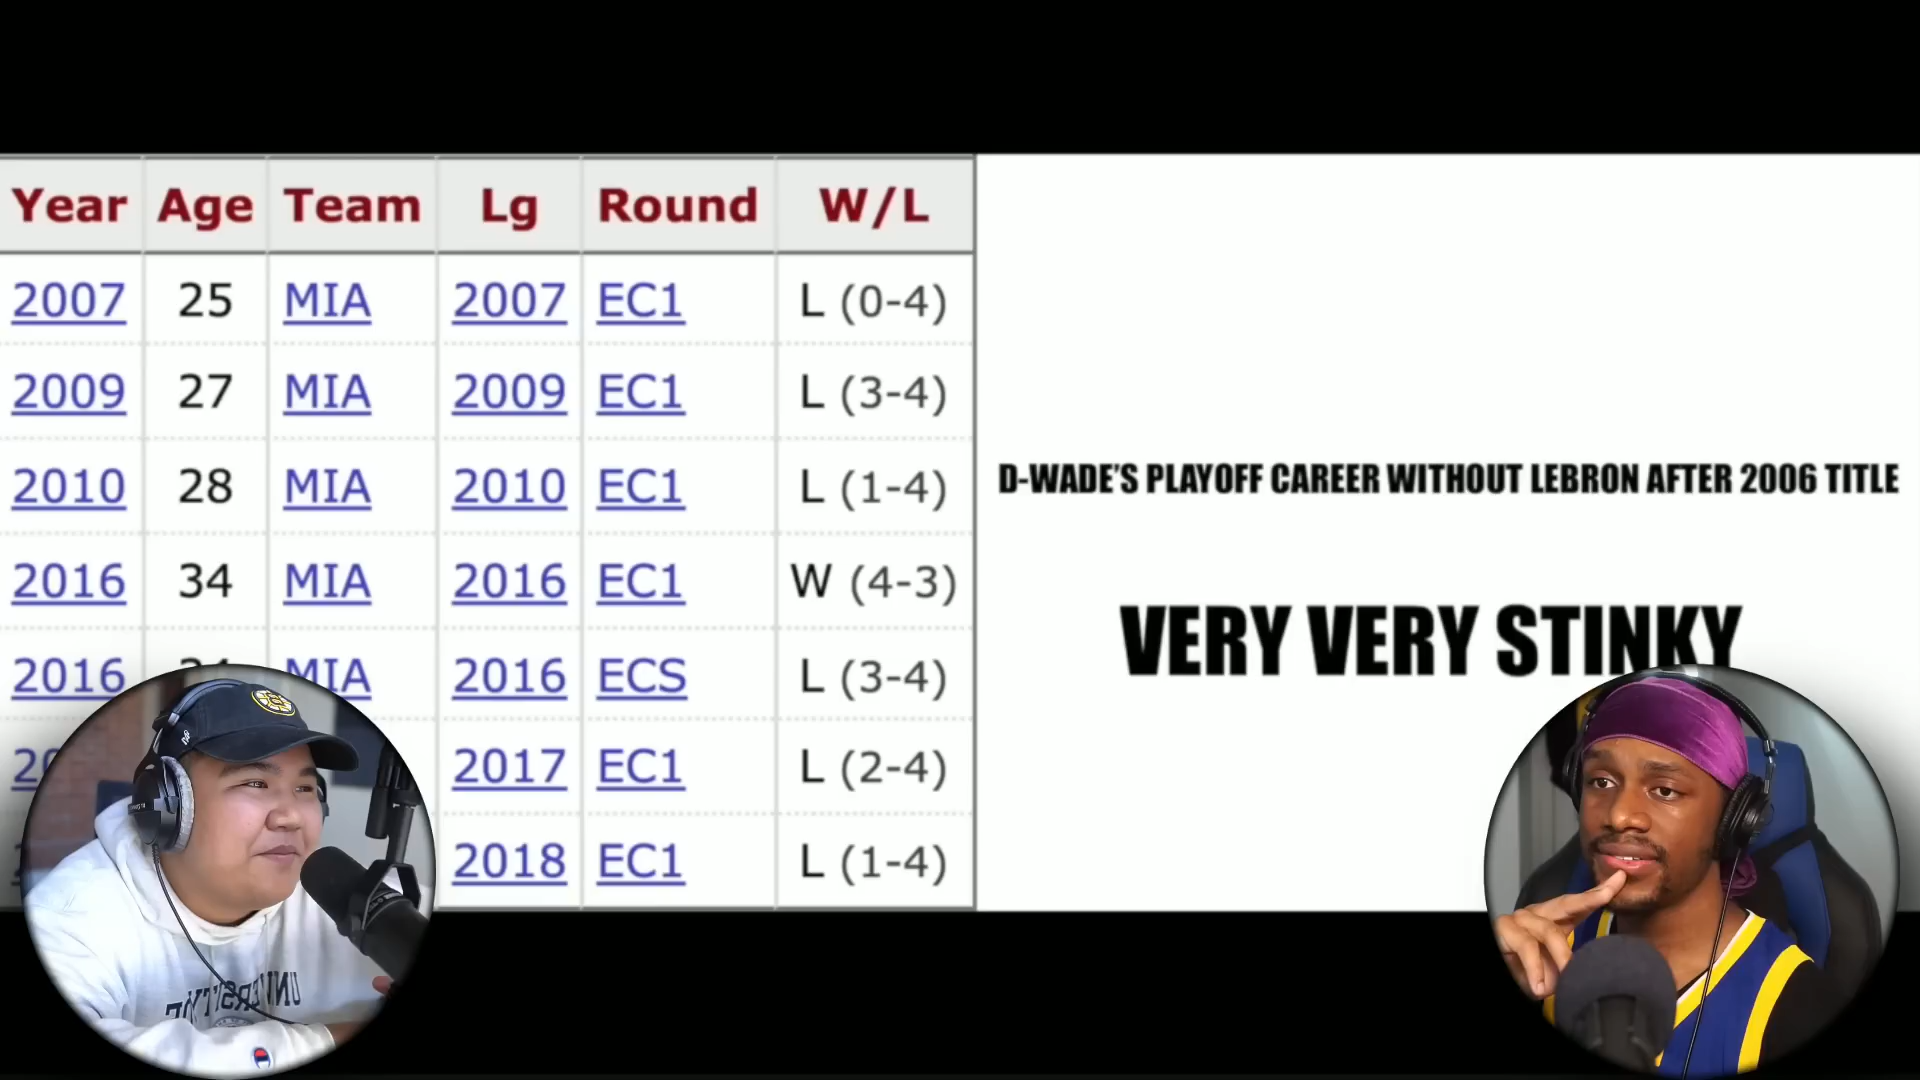 Year Age Team Lg Round W/L
2007 25 MIA 2007 EC1 L (0-4)
2009 27 MIA 2009 EC1 L (3-4)
2010 28 MIA 2010 EC1 L (1-4)
2016 34 MIA 2016 EC1 W (4-3)
2016 MIA 2016 ECS L (3-4)
2017 EC1 L (2-4)
2018 EC1 L (1-4)
D-WADE'S PLAYOFF CAREER WITHOUT LEBRON AFTER 2006 TITLE
VERY VERY STINKY